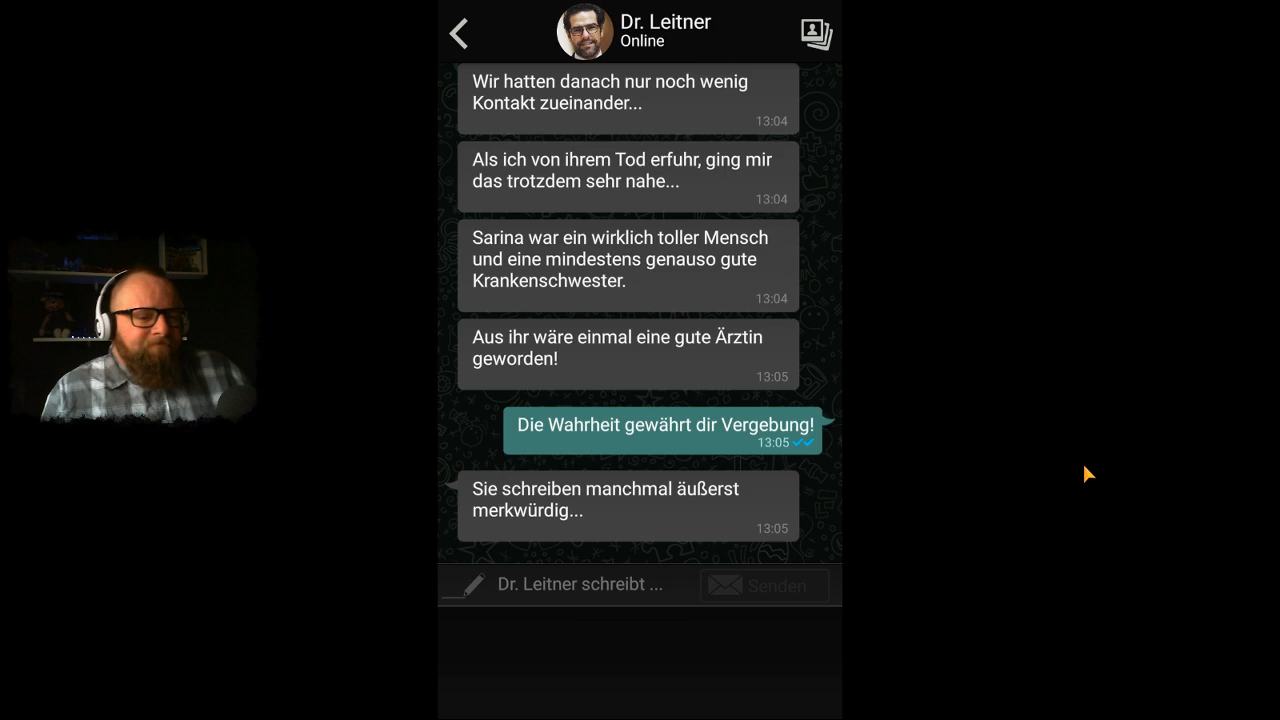 Dr. Leitner
Online
Wir hatten danach nur noch wenig
Kontakt zueinander...
13:04
Als ich von ihrem Tod erfuhr, ging mir
das trotzdem sehr nahe...
13:04
Sarina war ein wirklich toller Mensch
und eine mindestens genauso gute
Krankenschwester.
13:04
Aus ihr wäre einmal eine gute Ärztin
geworden!
13:05
Die Wahrheit gewährt dir Vergebung!
13:05
Sie schreiben manchmal äußerst
merkwürdig...
13:05
Dr. Leitner schreibt ...
Senden